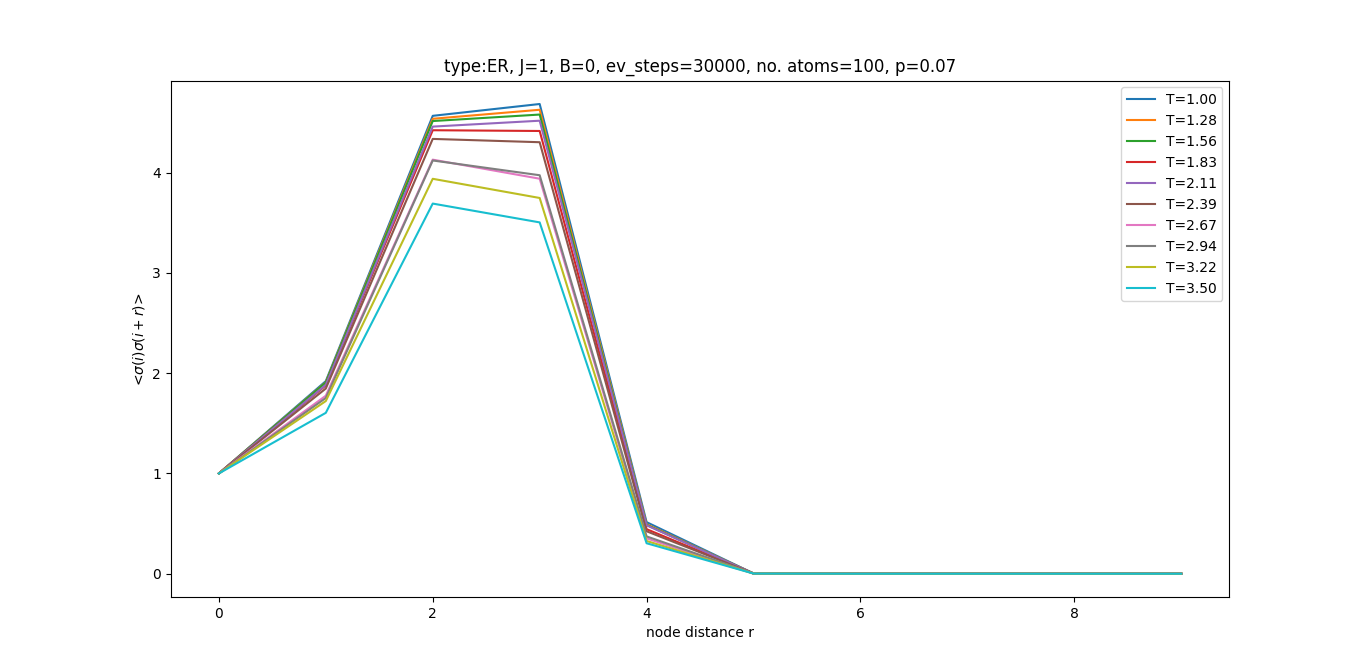 type:ER, J=1, B=0, ev_steps=30000, no. atoms=100, p=0.07
T=1.00
T=1.28
T=1.56
T=1.83
T=2.11
T=2.39
T=2.67
T=2.94
T=3.22
T=3.50
<σ(i)σ(i + r)>
4
3
2
1
0
0 2 4 6 8
node distance r